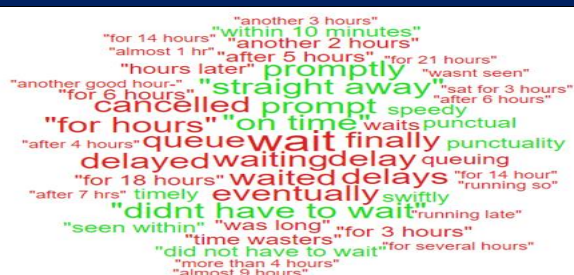 "another 3 hours"
"for 14 hours" "within 10 minutes"
"almost 1 hr" "another 2 hours"
"after 5 hours" "for 21 hours"
"hours later" promptly "wasnt seen"
"another good hour-" "straight away" "sat for 3 hours"
"for 6 hours" "after 6 hours"
cancelled prompt speedy
"for hours" "on time" waits punctual
"after 4 hours" queue wait finally punctuality
delayed waiting delay queuing
"for 18 hours" waited delays "for 14 hour"
"running so"
"after 7 hrs" timely eventually swiftly
"didnt have to wait" "running late"
"seen within" "was long" "for 3 hours"
"time wasters"
"did not have to wait" "for several hours"
"more than 4 hours"
"almost 9 hours"